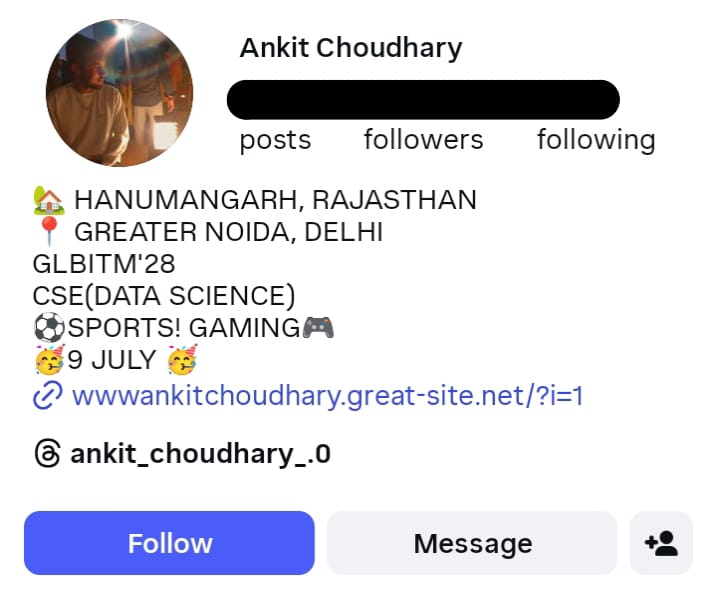 Ankit Choudhary
posts followers following
🏡 HANUMANGARH, RAJASTHAN
📍 GREATER NOIDA, DELHI
GLBITM'28
CSE(DATA SCIENCE)
⚽SPORTS! GAMING🎮
🥳9 JULY 🥳
wwwankitchoudhary.great-site.net/?i=1
ankit_choudhary_.0
Follow Message